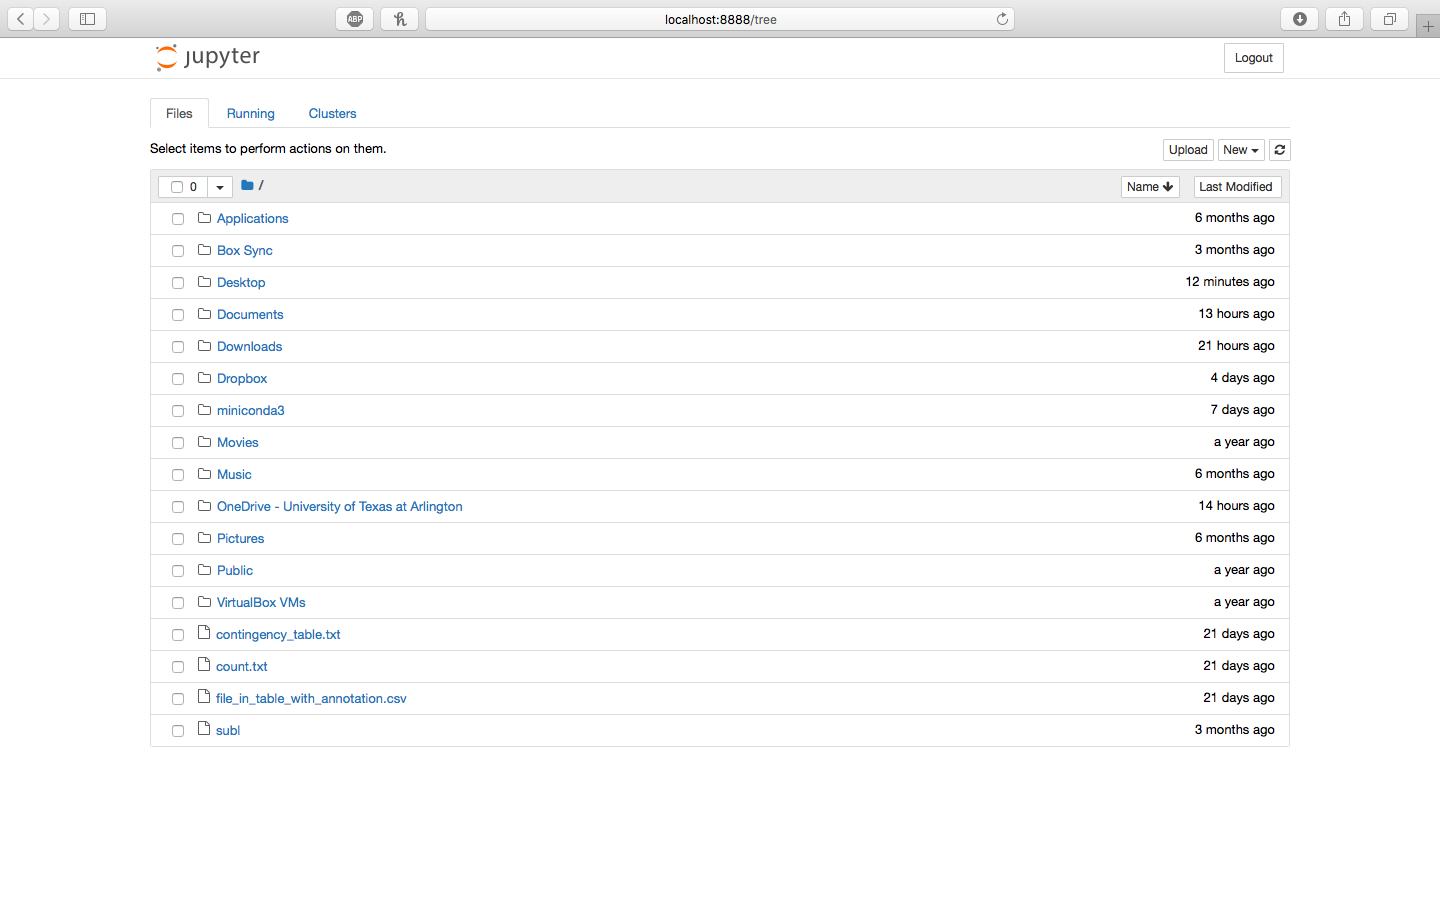 ABP
localhost:8888/tree
jupyter
Logout
Files Running Clusters
Select items to perform actions on them.
Upload New
0 / Name Last Modified
Applications 6 months ago
Box Sync 3 months ago
Desktop 12 minutes ago
Documents 13 hours ago
Downloads 21 hours ago
Dropbox 4 days ago
miniconda3 7 days ago
Movies a year ago
Music 6 months ago
OneDrive - University of Texas at Arlington 14 hours ago
Pictures 6 months ago
Public a year ago
VirtualBox VMs a year ago
contingency_table.txt 21 days ago
count.txt 21 days ago
file_in_table_with_annotation.csv 21 days ago
subl 3 months ago